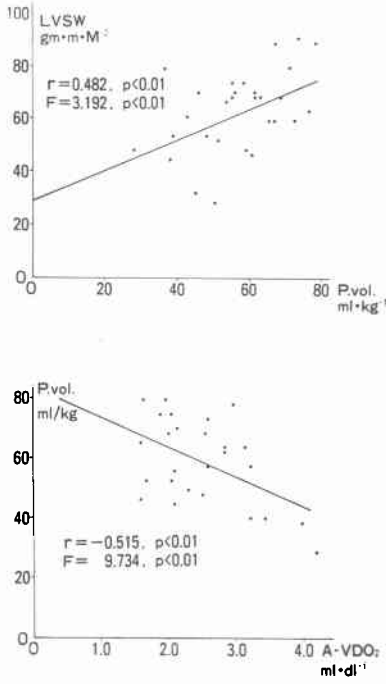 100
LVSW
gm·m·M⁻²
80
r=0.482, p<0.01
F=3.192, p<0.01
60
40
20
0
0 20 40 60 80 P.vol.
ml·kg⁻¹
P.vol.
80
ml/kg
60
40
r=-0.515, p<0.01
F= 9.734, p<0.01
20
0
0 1.0 2.0 3.0 4.0 A-VDO₂
ml·dl⁻¹